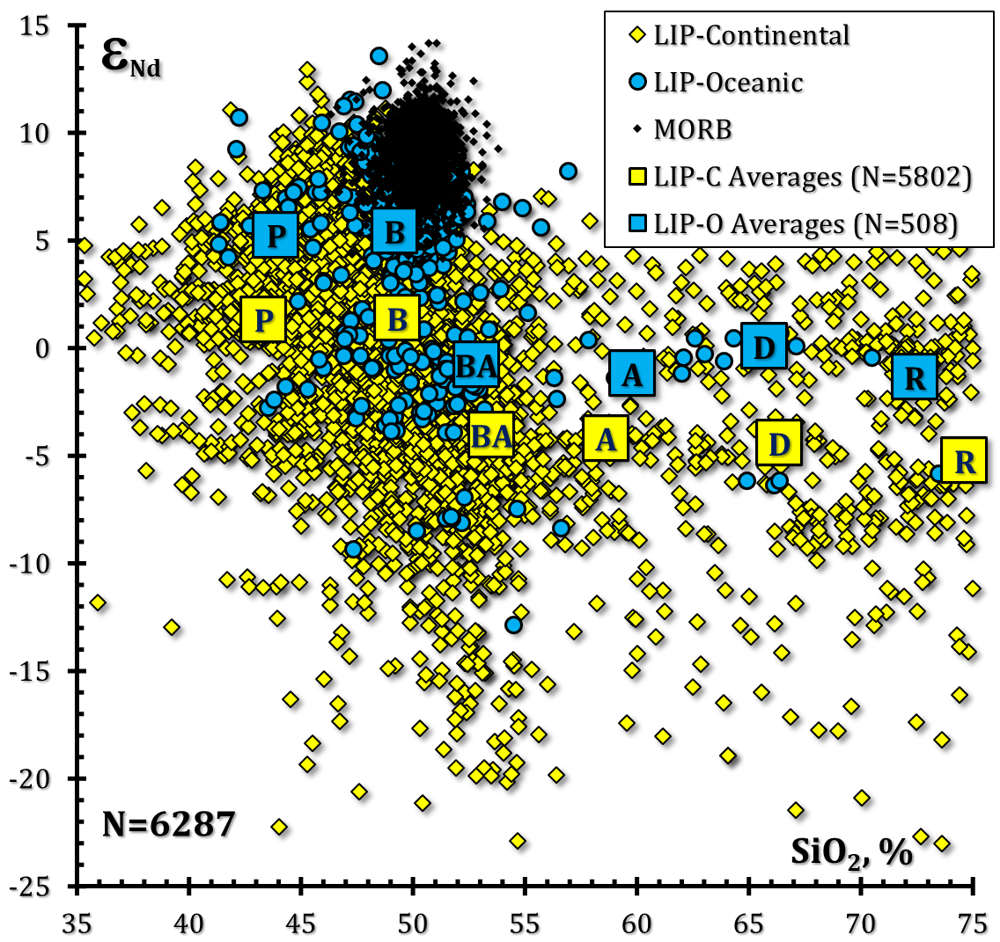 εNd
LIP-Continental
LIP-Oceanic
MORB
LIP-C Averages (N=5802)
LIP-O Averages (N=508)
15
10
5
0
-5
-10
-15
-20
-25
P
B
P
B
BA
A
D
R
BA
A
D
R
N=6287
SiO₂, %
35 40 45 50 55 60 65 70 75